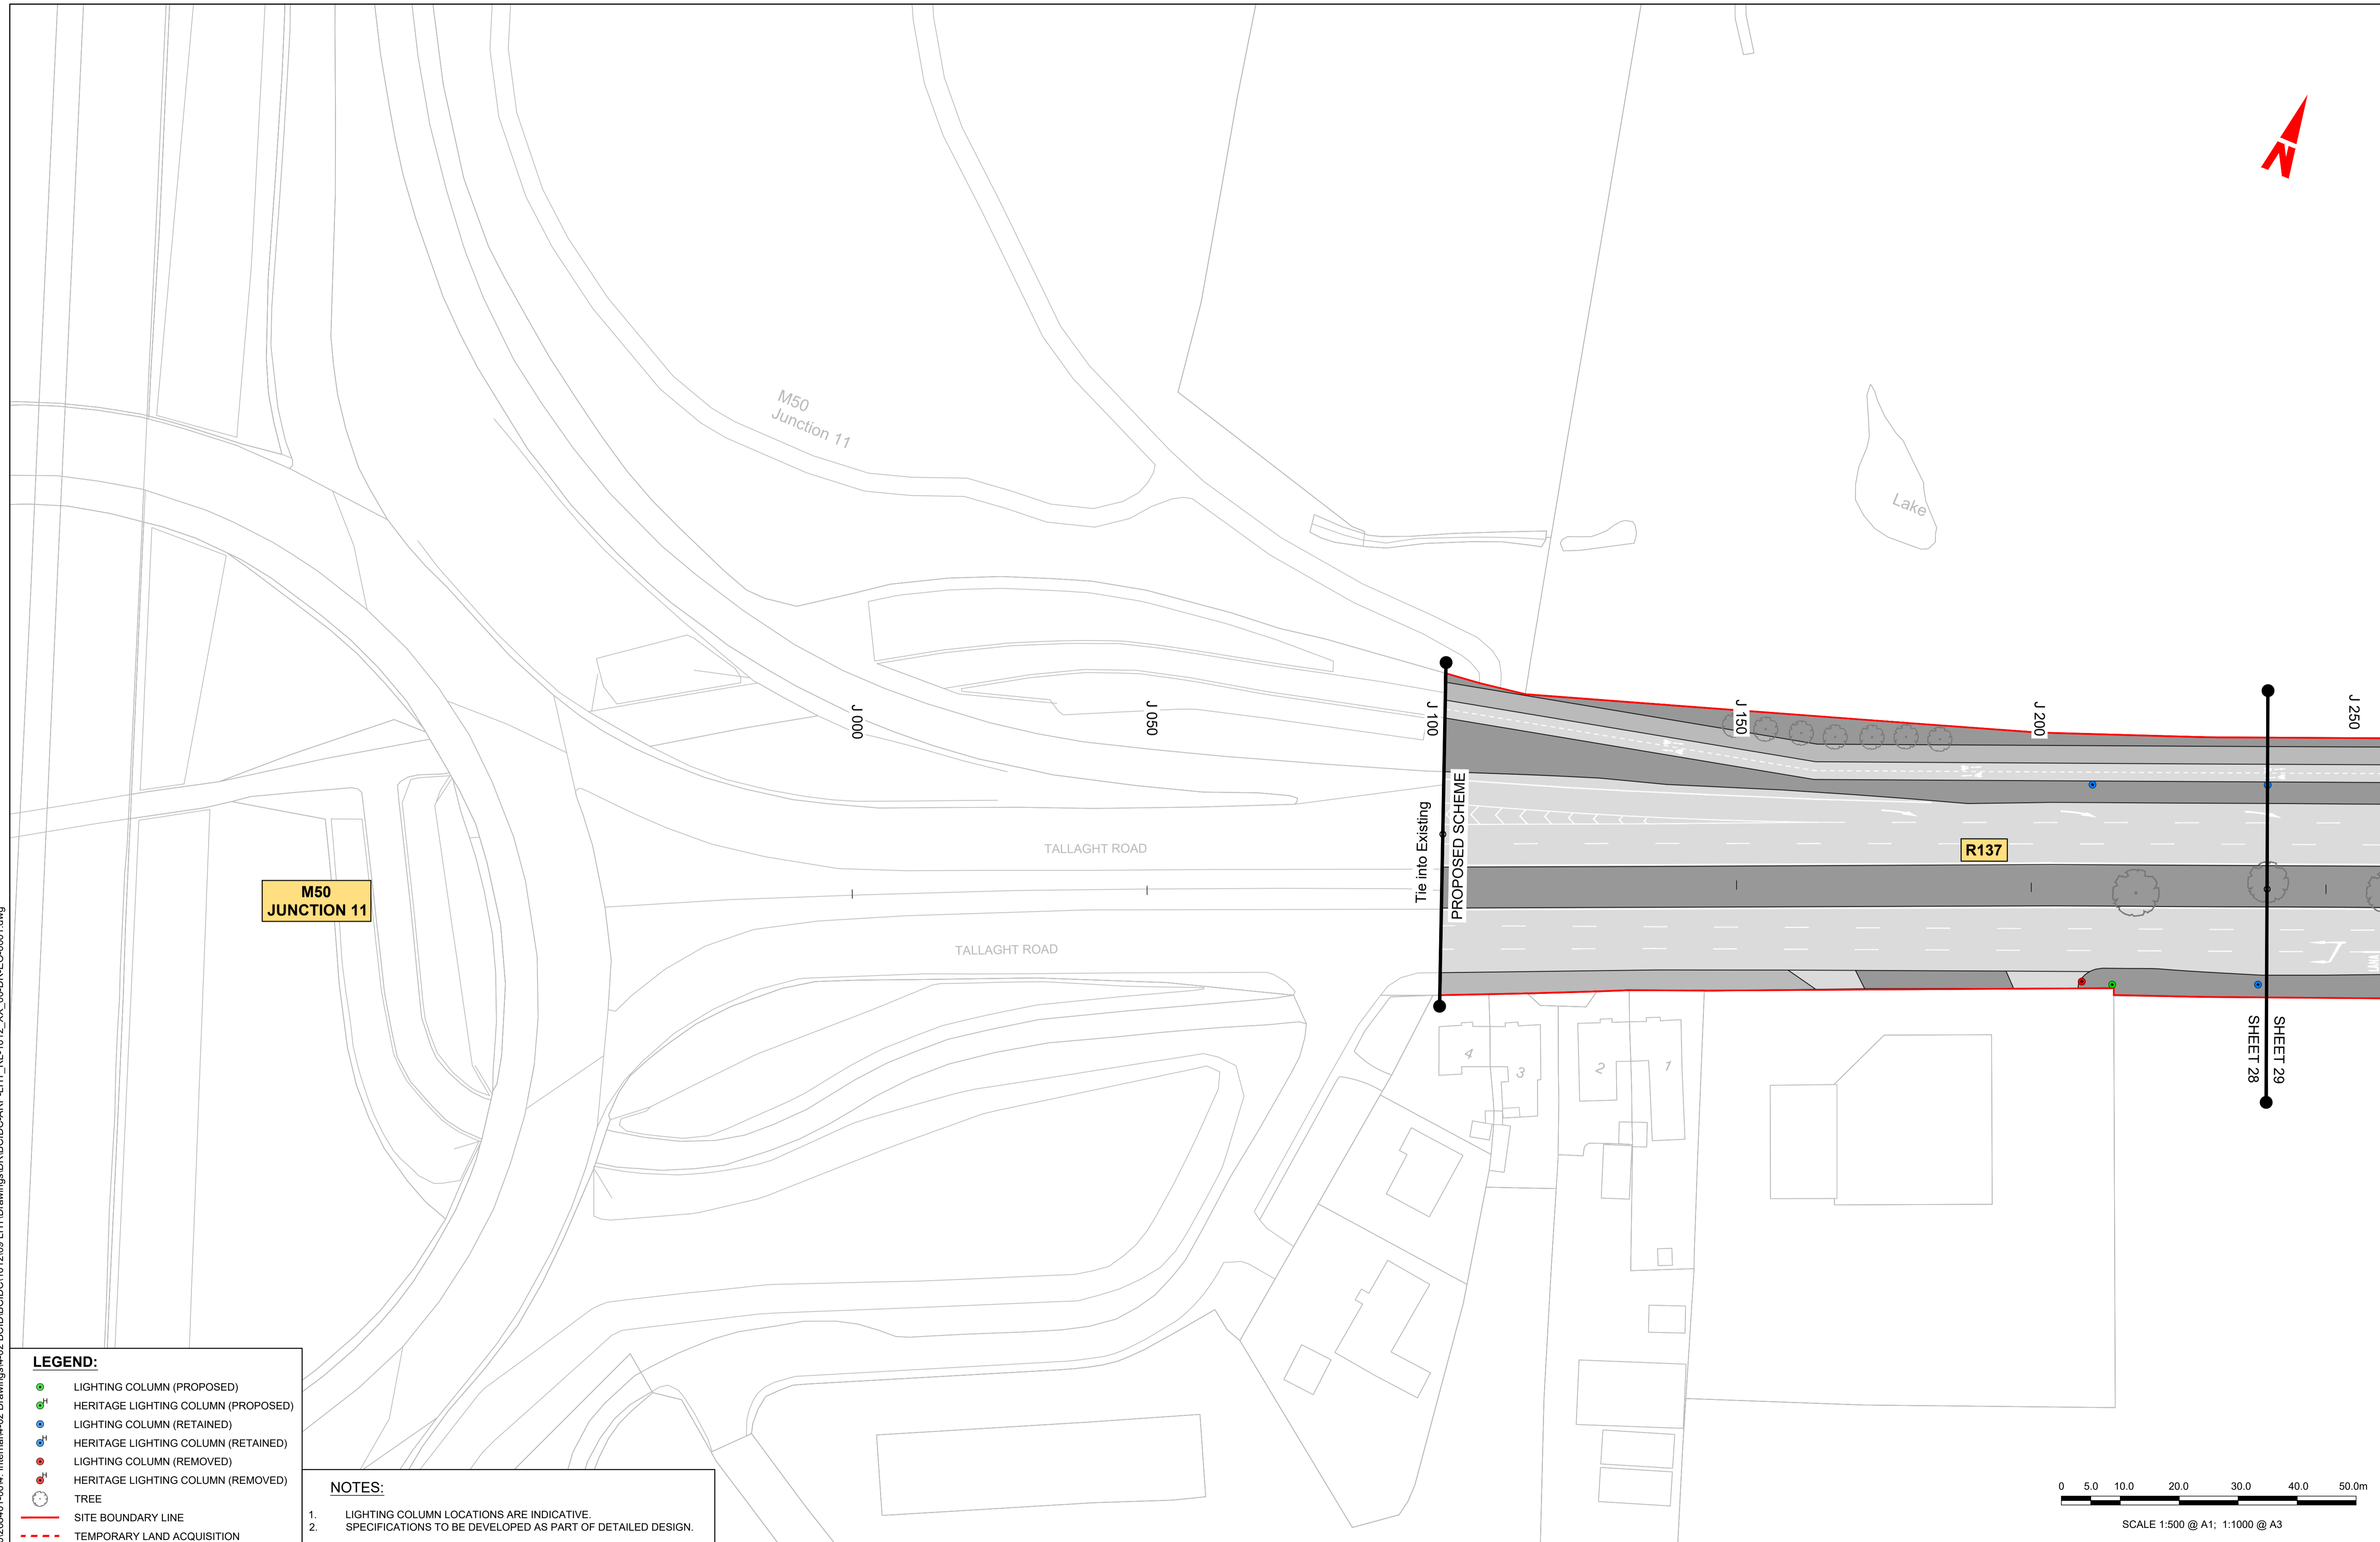 N
M50
Junction 11
Lake
J 000
J 050
J 100
J 150
J 200
J 250
Tie into Existing
PROPOSED SCHEME
TALLAGHT ROAD
R137
M50
JUNCTION 11
TALLAGHT ROAD
LANA
SHEET 28
SHEET 29
4
3
2
1
LEGEND:
LIGHTING COLUMN (PROPOSED)
H HERITAGE LIGHTING COLUMN (PROPOSED)
LIGHTING COLUMN (RETAINED)
H HERITAGE LIGHTING COLUMN (RETAINED)
LIGHTING COLUMN (REMOVED)
H HERITAGE LIGHTING COLUMN (REMOVED)
TREE
SITE BOUNDARY LINE
TEMPORARY LAND ACQUISITION
NOTES:
1. LIGHTING COLUMN LOCATIONS ARE INDICATIVE.
2. SPECIFICATIONS TO BE DEVELOPED AS PART OF DETAILED DESIGN.
0 5.0 10.0 20.0 30.0 40.0 50.0m
SCALE 1:500 @ A1; 1:1000 @ A3